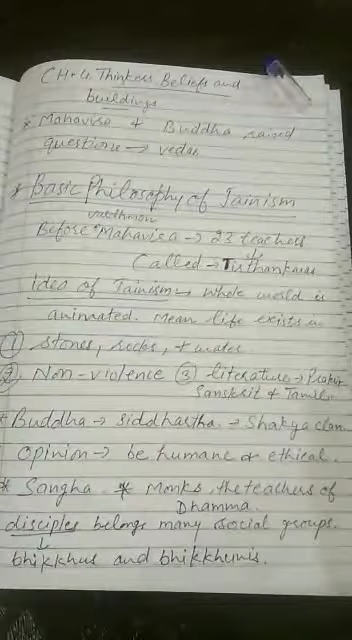 CH-4. Thinkers Beliefs and
buildings
* Mahavira + Buddha raised
questions → vedas
* Basic Philosophy of Jainism
vardhman
Before Mahavira → 23 teachers
Called → Tirthankaras
Idea of Jainism → whole world is
animated. Mean life exists in
① stones, rocks, + water
② Non-violence ③ literature → Prakrit
Sanskrit + Tamil.
* Buddha → siddhartha → Shakya clan
Opinion → be humane or ethical.
* Sangha * Monks, the teachers of
Dhamma.
disciples belongs many social groups.
↓
bhikkhus and bhikkhunis.